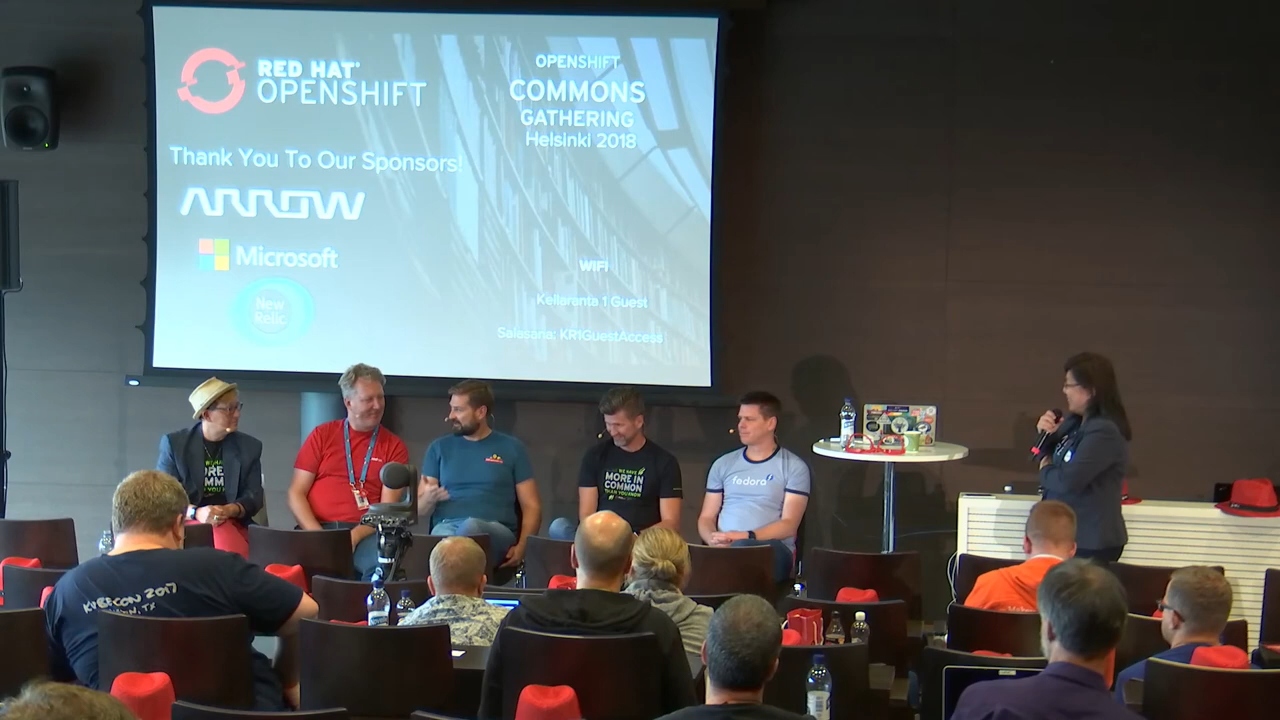 RED HAT®
OPENSHIFT
OPENSHIFT
COMMONS
GATHERING
Helsinki 2018
Thank You To Our Sponsors!
ARROW
Microsoft
New
Relic
WIFI
Kellaranta 1 Guest
Salasana: KR1GuestAccess
WE HAVE
MORE IN
COMMON
THAN YOU KNOW
fedora
KUBECON 2017